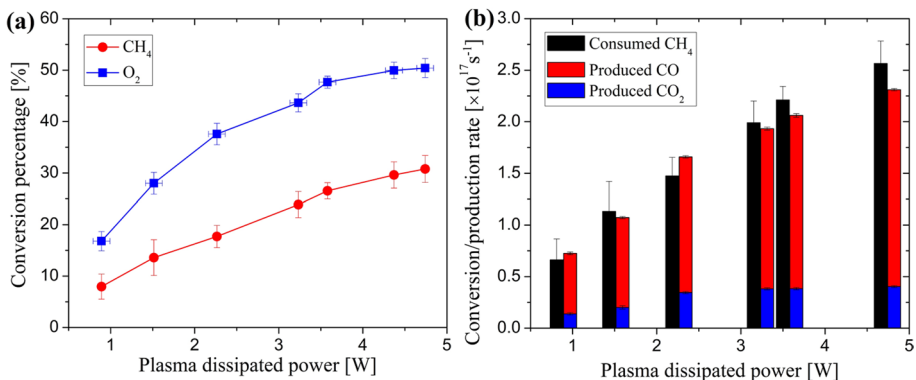 (a)
CH4
O2
Conversion percentage [%]
60
50
40
30
20
10
0
1 2 3 4 5
Plasma dissipated power [W]
(b)
Consumed CH4
Produced CO
Produced CO2
Conversion/production rate [×10^17 s^-1]
3.0
2.5
2.0
1.5
1.0
0.5
0.0
1 2 3 4 5
Plasma dissipated power [W]